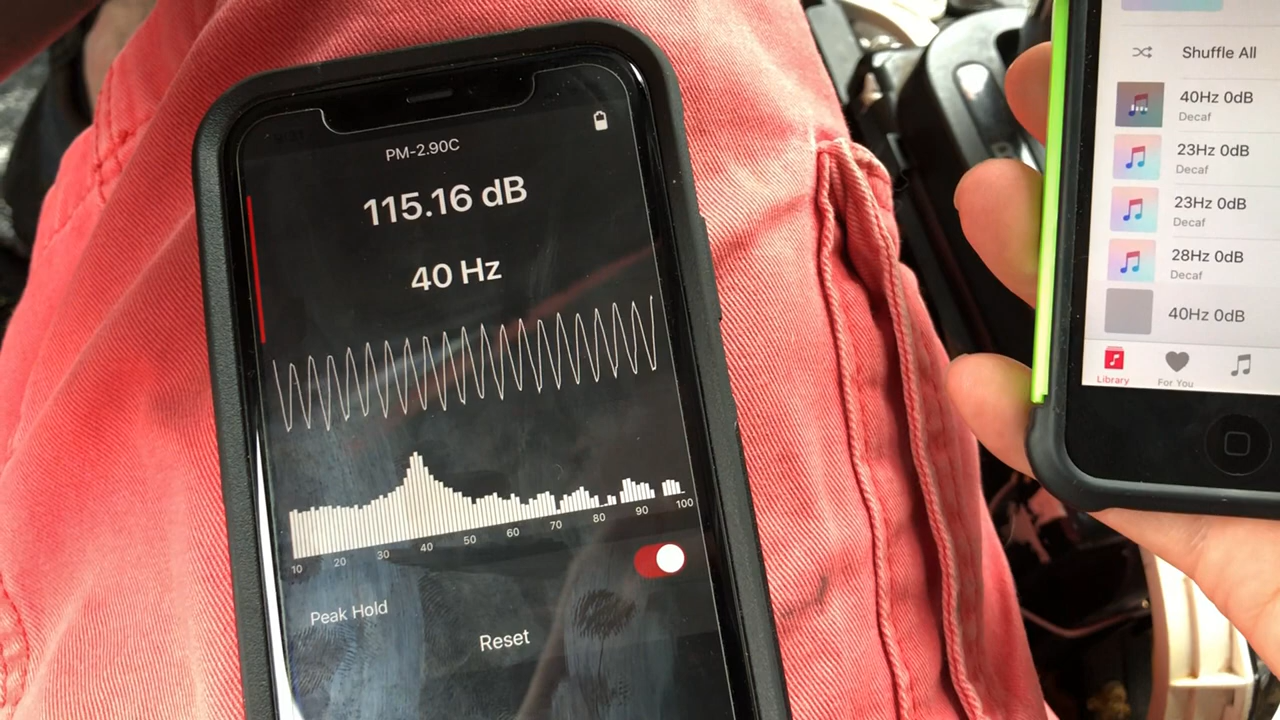 PM-2.90C
115.16 dB
40 Hz
10 20 30 40 50 60 70 80 90 100
Peak Hold
Reset
Shuffle All
40Hz 0dB
Decaf
23Hz 0dB
Decaf
23Hz 0dB
Decaf
28Hz 0dB
Decaf
40Hz 0dB
Library
For You